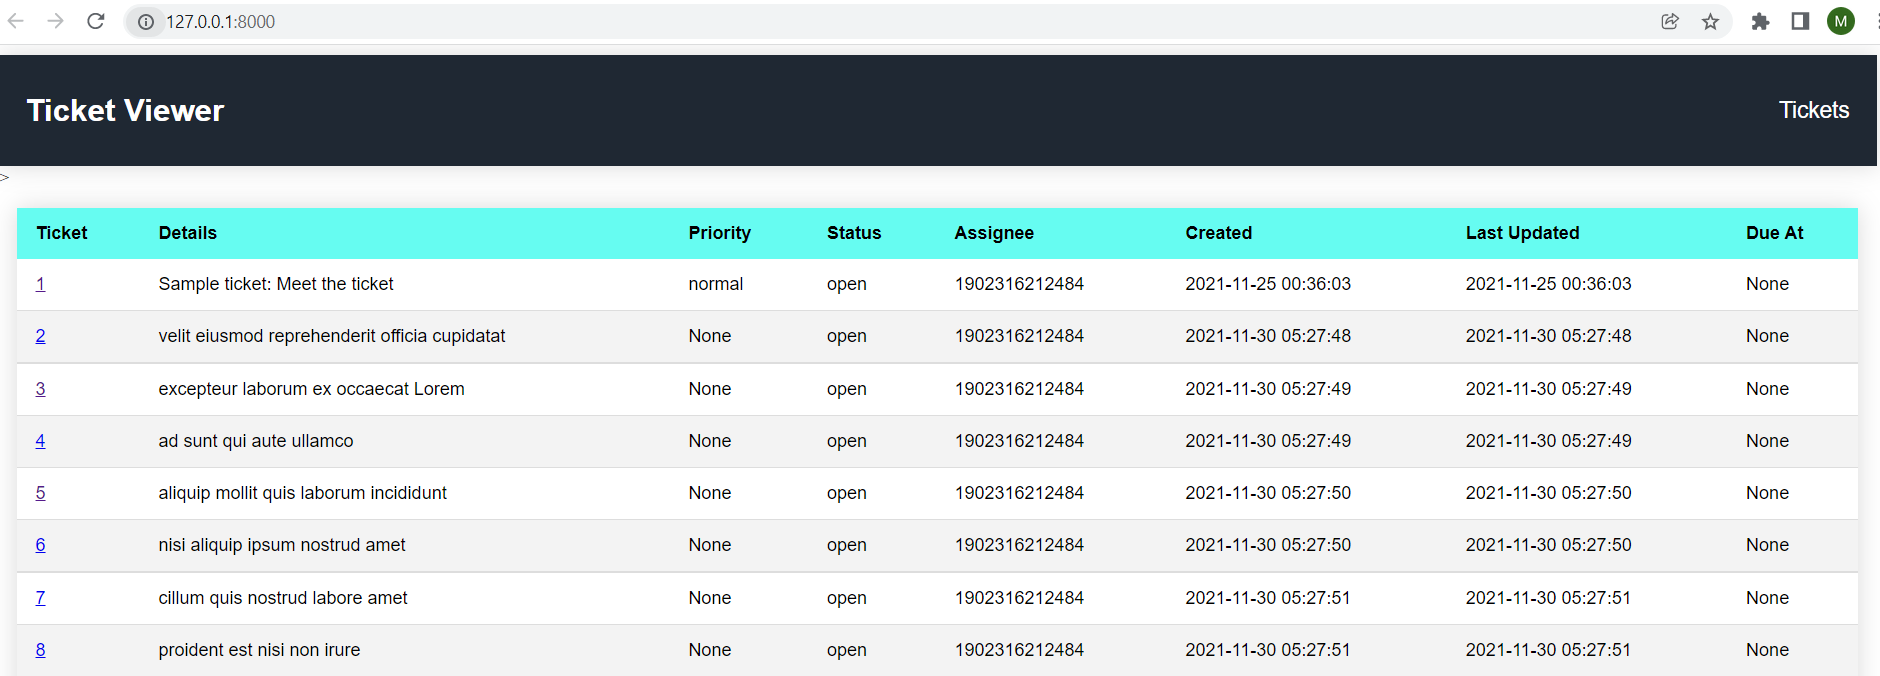 127.0.0.1:8000 M
Ticket Viewer Tickets
>
Ticket Details Priority Status Assignee Created Last Updated Due At
1 Sample ticket: Meet the ticket normal open 1902316212484 2021-11-25 00:36:03 2021-11-25 00:36:03 None
2 velit eiusmod reprehenderit officia cupidatat None open 1902316212484 2021-11-30 05:27:48 2021-11-30 05:27:48 None
3 excepteur laborum ex occaecat Lorem None open 1902316212484 2021-11-30 05:27:49 2021-11-30 05:27:49 None
4 ad sunt qui aute ullamco None open 1902316212484 2021-11-30 05:27:49 2021-11-30 05:27:49 None
5 aliquip mollit quis laborum incididunt None open 1902316212484 2021-11-30 05:27:50 2021-11-30 05:27:50 None
6 nisi aliquip ipsum nostrud amet None open 1902316212484 2021-11-30 05:27:50 2021-11-30 05:27:50 None
7 cillum quis nostrud labore amet None open 1902316212484 2021-11-30 05:27:51 2021-11-30 05:27:51 None
8 proident est nisi non irure None open 1902316212484 2021-11-30 05:27:51 2021-11-30 05:27:51 None